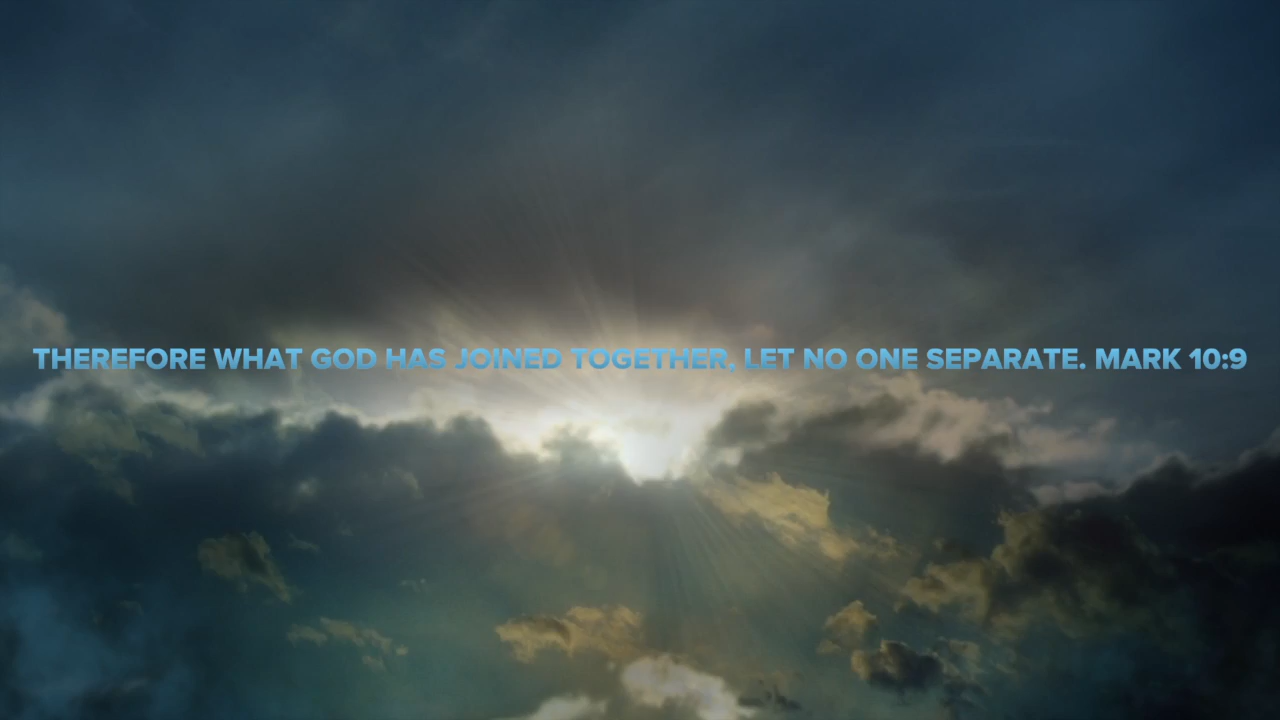 THEREFORE WHAT GOD HAS JOINED TOGETHER, LET NO ONE SEPARATE. MARK 10:9